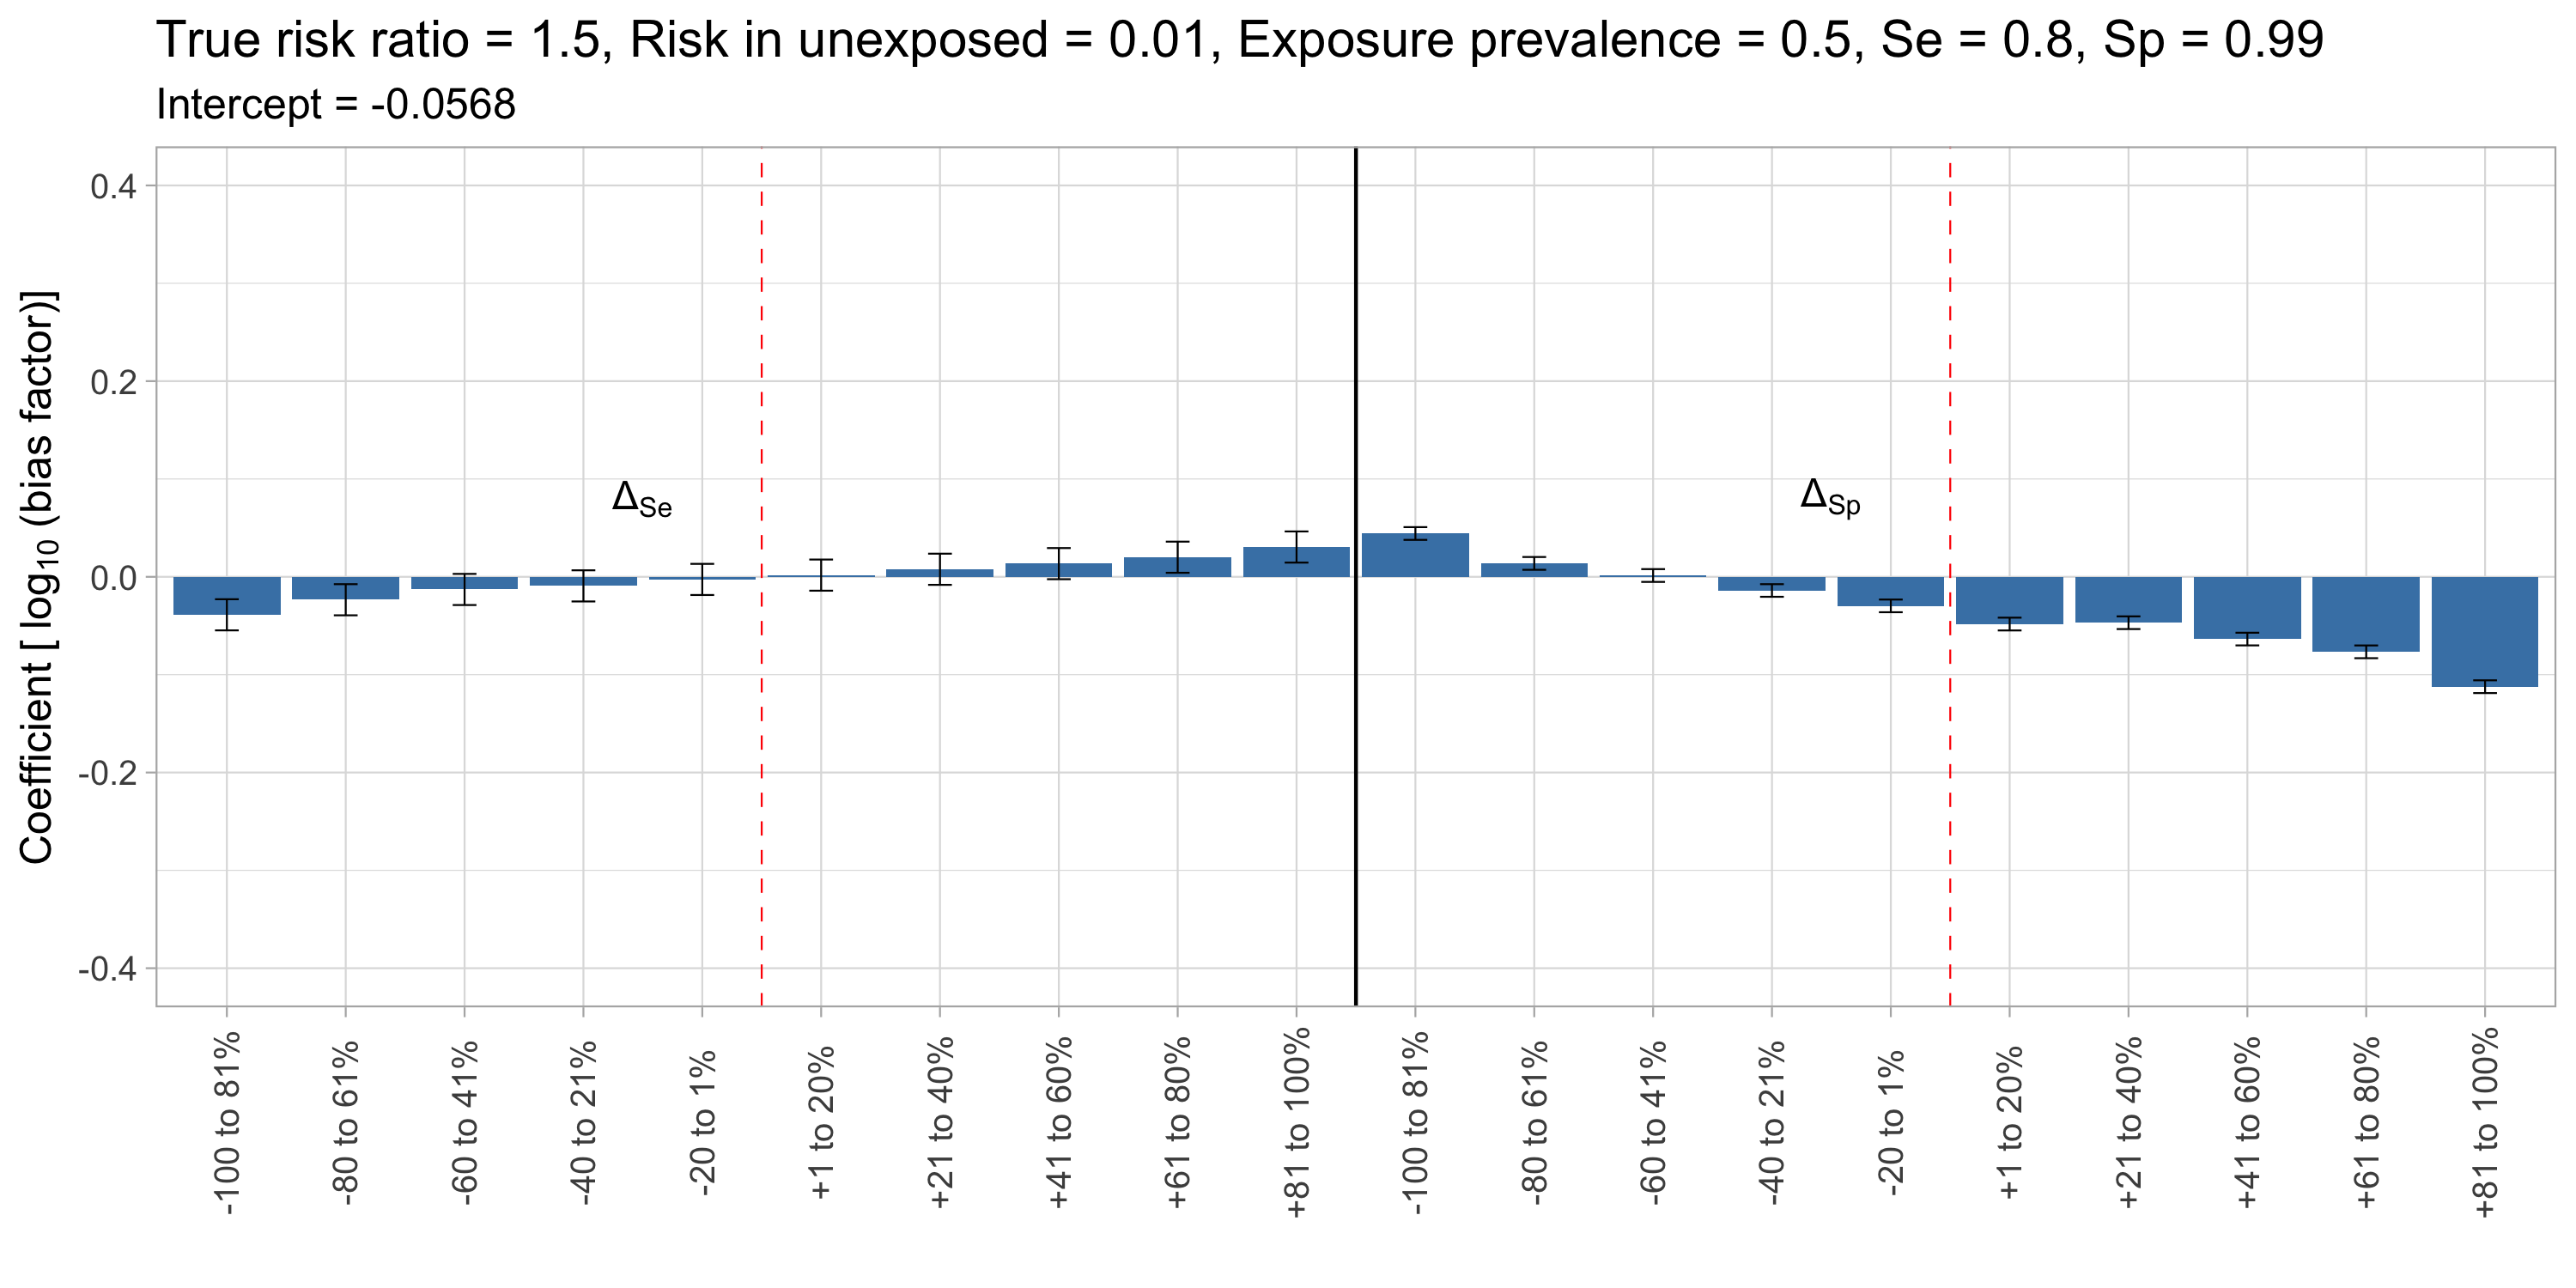 True risk ratio = 1.5, Risk in unexposed = 0.01, Exposure prevalence = 0.5, Se = 0.8, Sp = 0.99
Intercept = -0.0568
Coefficient [ log10 (bias factor)]
0.4
0.2
0.0
-0.2
-0.4
ΔSe
ΔSp
-100 to 81%
-80 to 61%
-60 to 41%
-40 to 21%
-20 to 1%
+1 to 20%
+21 to 40%
+41 to 60%
+61 to 80%
+81 to 100%
-100 to 81%
-80 to 61%
-60 to 41%
-40 to 21%
-20 to 1%
+1 to 20%
+21 to 40%
+41 to 60%
+61 to 80%
+81 to 100%